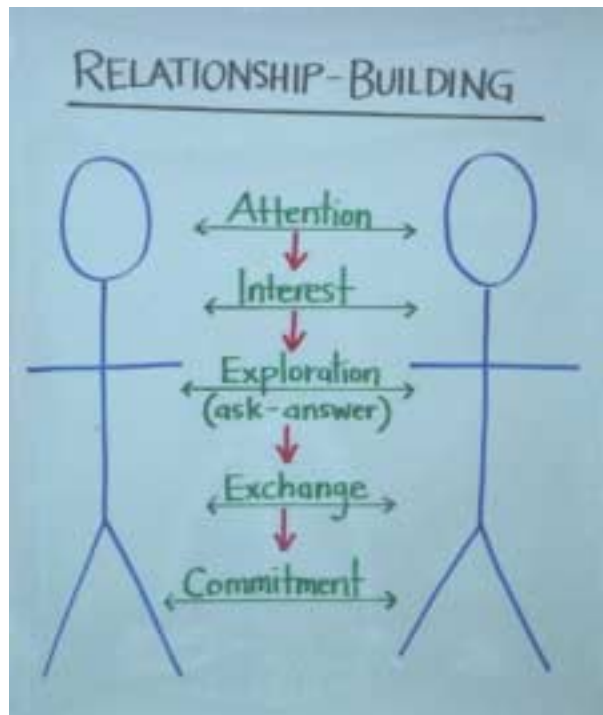 RELATIONSHIP-BUILDING
Attention
Interest
Exploration
(ask-answer)
Exchange
Commitment